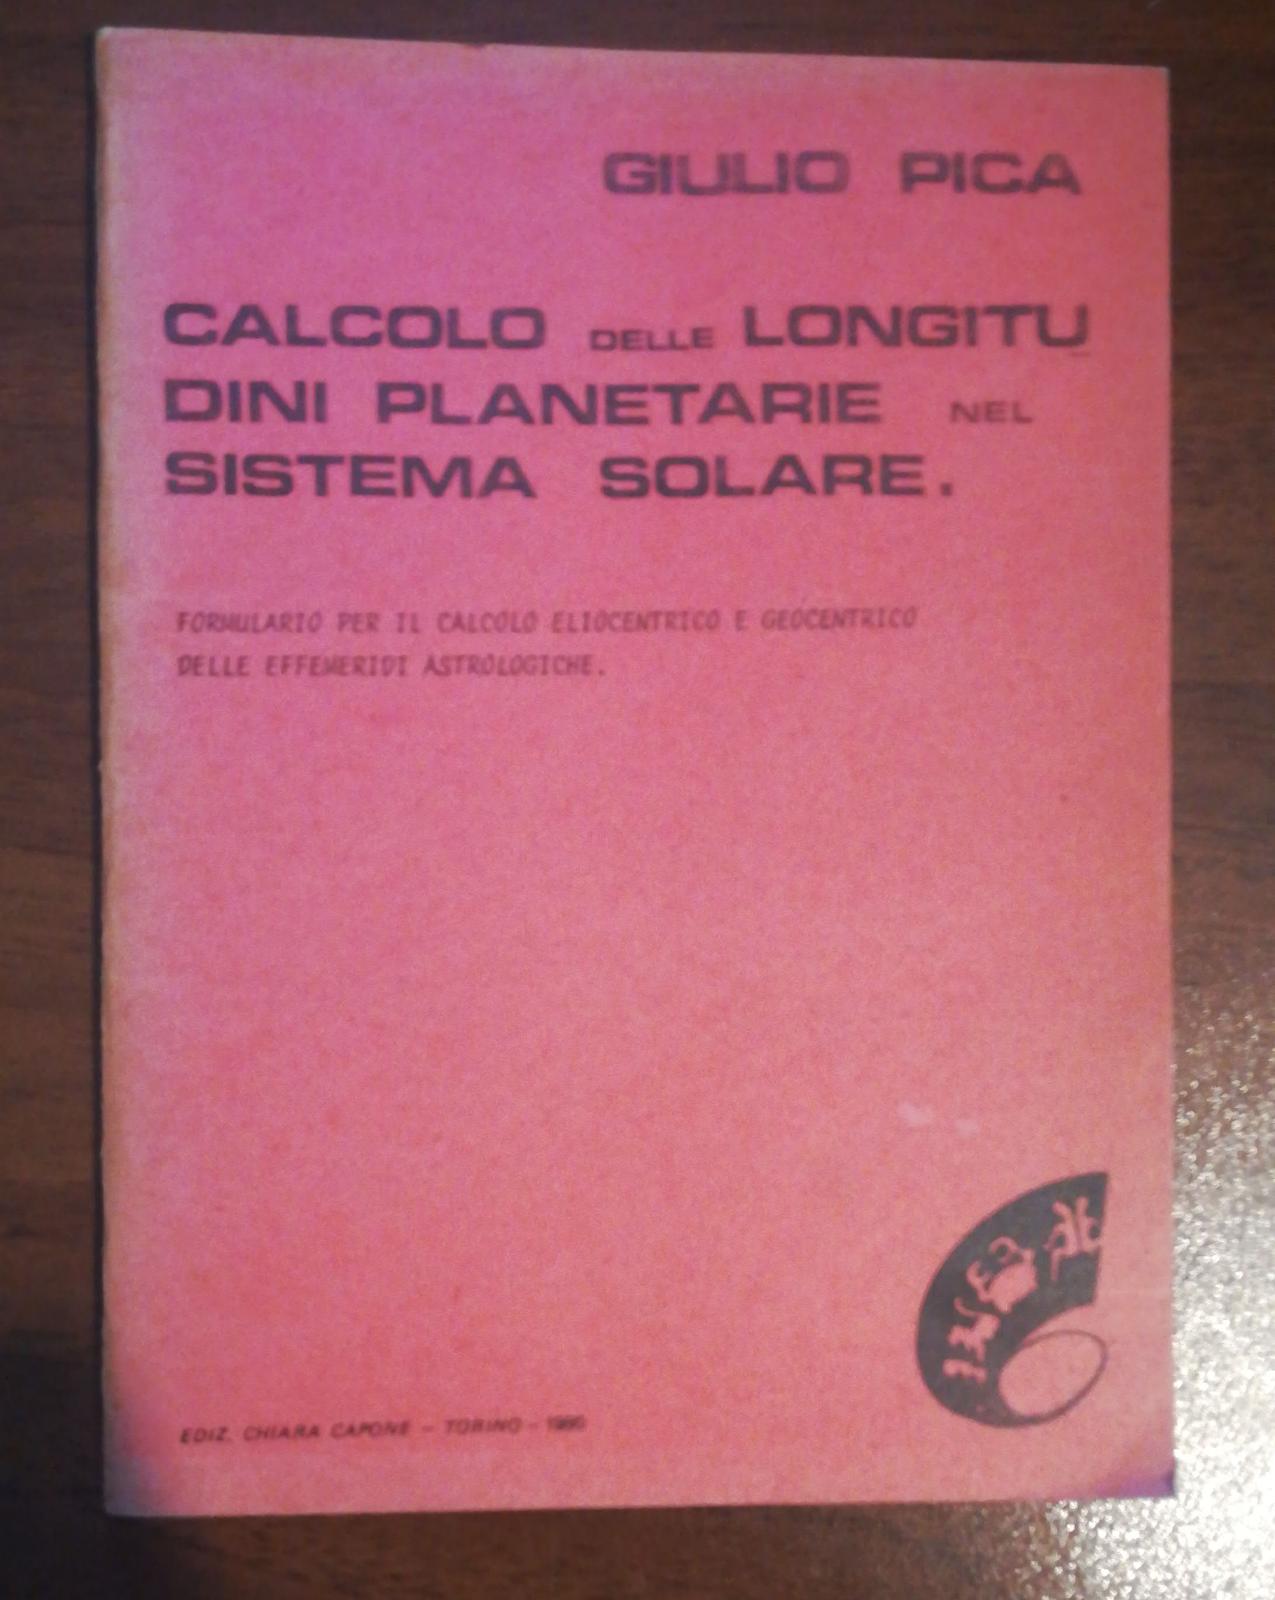 GIULIO PICA
CALCOLO DELLE LONGITU
DINI PLANETARIE NEL
SISTEMA SOLARE.
FORMULARIO PER IL CALCOLO ELIOCENTRICO E GEOCENTRICO
DELLE EFFEMERIDI ASTROLOGICHE.
EDIZ. CHIARA CAPONE - TORINO -